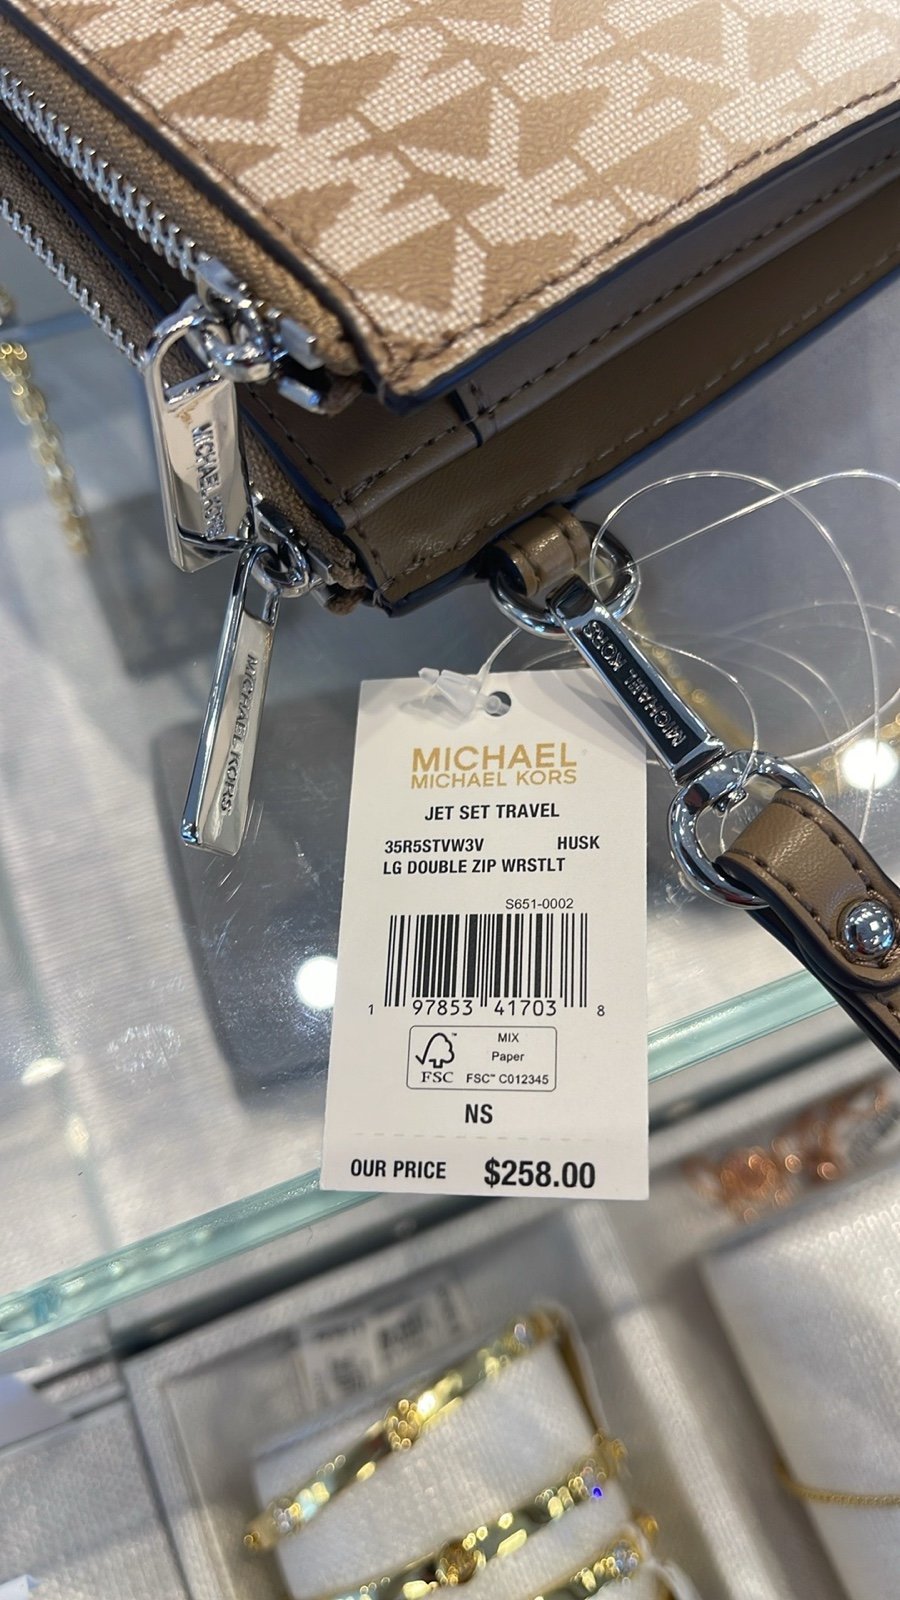 MICHAEL KORS
MICHAEL KORS
MICHAEL KORS
MICHAEL
MICHAEL KORS
JET SET TRAVEL
35R5STVW3V HUSK
LG DOUBLE ZIP WRSTLT
S651-0002
1 97853 41703 8
FSC
MIX
Paper
FSC™ C012345
NS
OUR PRICE $258.00